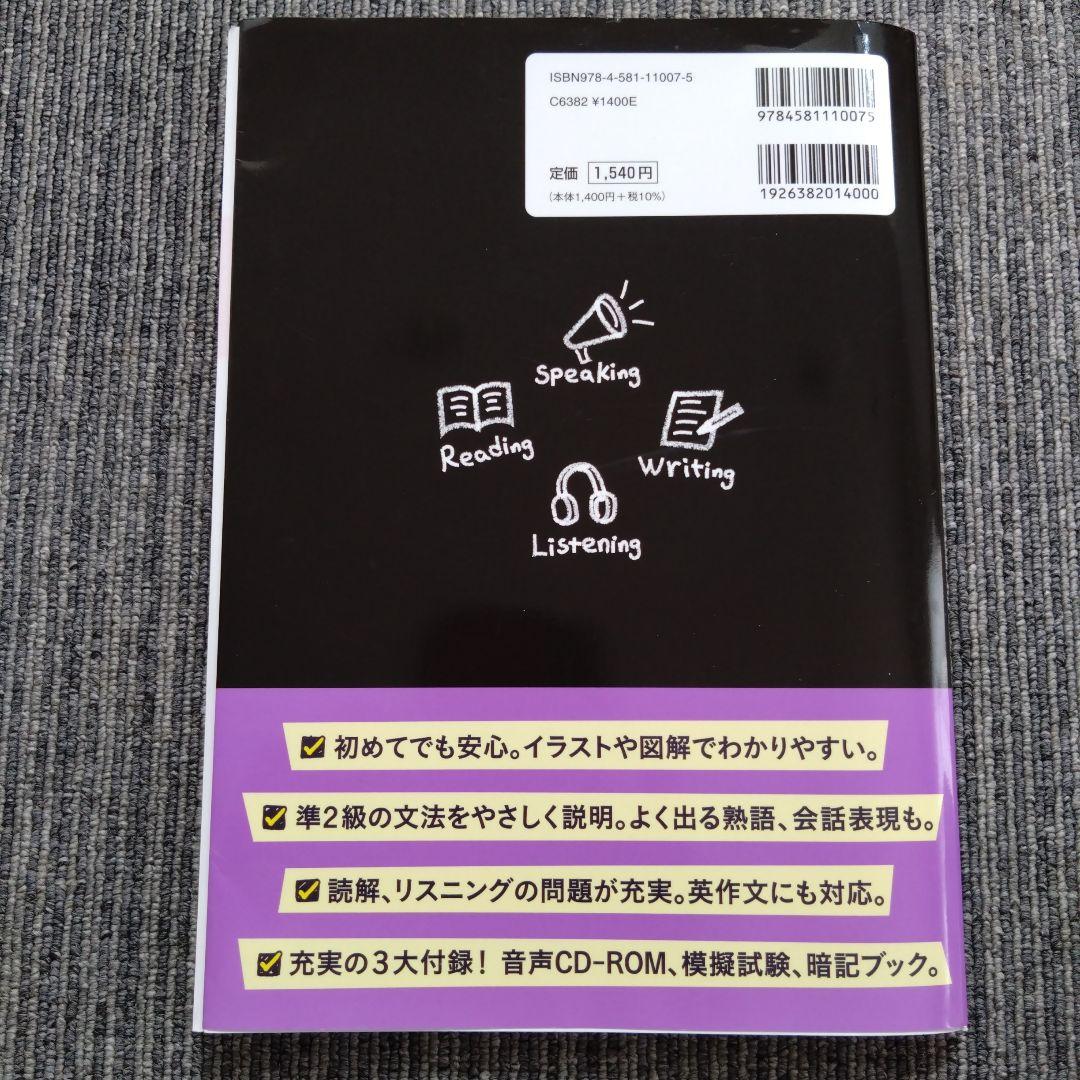 ISBN978-4-581-11007-5
C6382 ¥1400E
9784581110075
定価 1,540円
(本体1,400円+税10%)
1926382014000
Speaking
Reading
Writing
Listening
初めてでも安心。イラストや図解でわかりやすい。
準2級の文法をやさしく説明。よく出る熟語、会話表現も。
読解、リスニングの問題が充実。英作文にも対応。
充実の3大付録! 音声CD-ROM、模擬試験、暗記ブック。